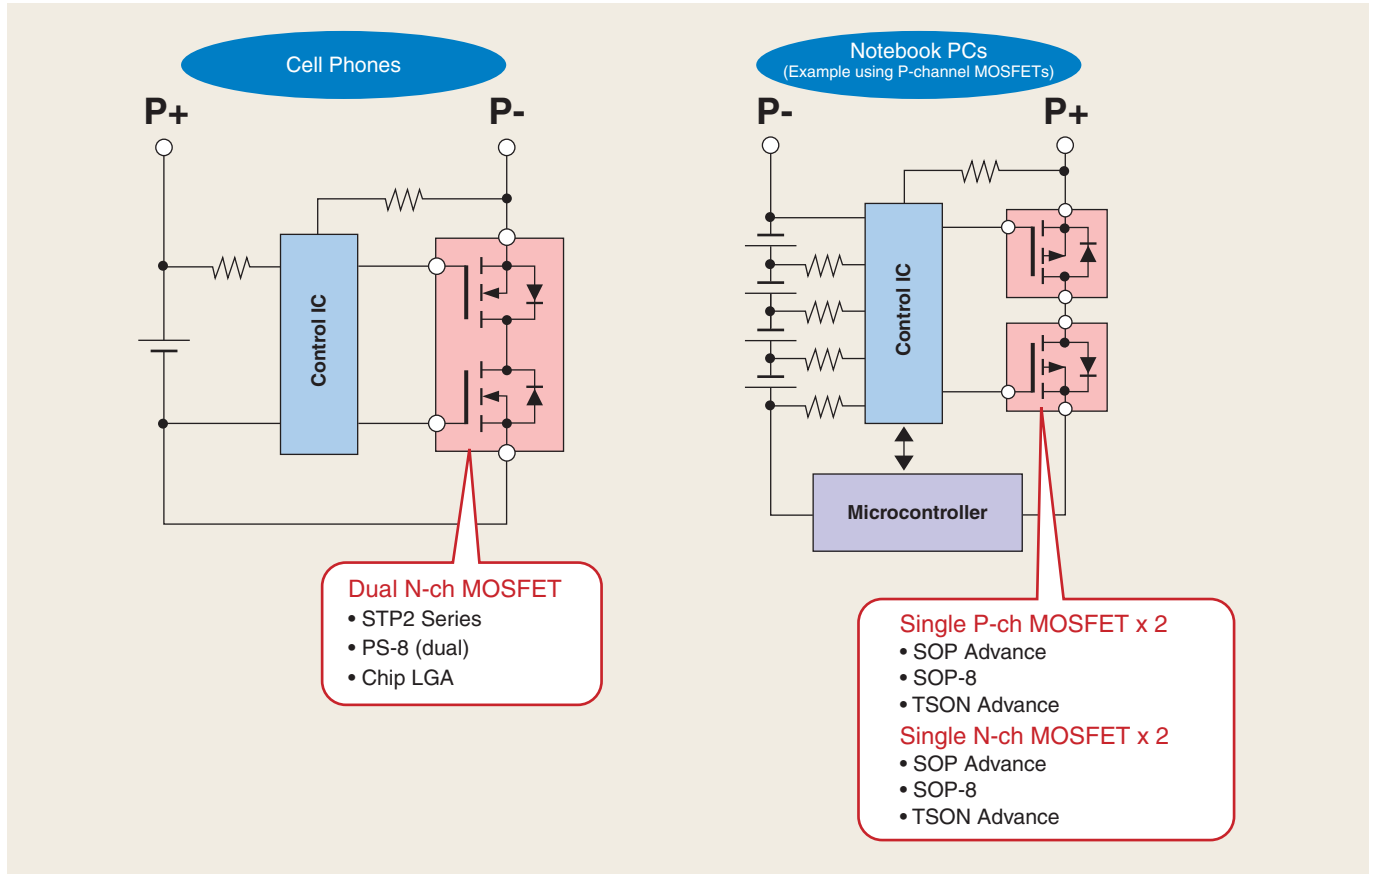 Cell Phones
P+
P-
Control IC
Dual N-ch MOSFET
• STP2 Series
• PS-8 (dual)
• Chip LGA
Notebook PCs
(Example using P-channel MOSFETs)
P-
P+
Control IC
Microcontroller
Single P-ch MOSFET x 2
• SOP Advance
• SOP-8
• TSON Advance
Single N-ch MOSFET x 2
• SOP Advance
• SOP-8
• TSON Advance